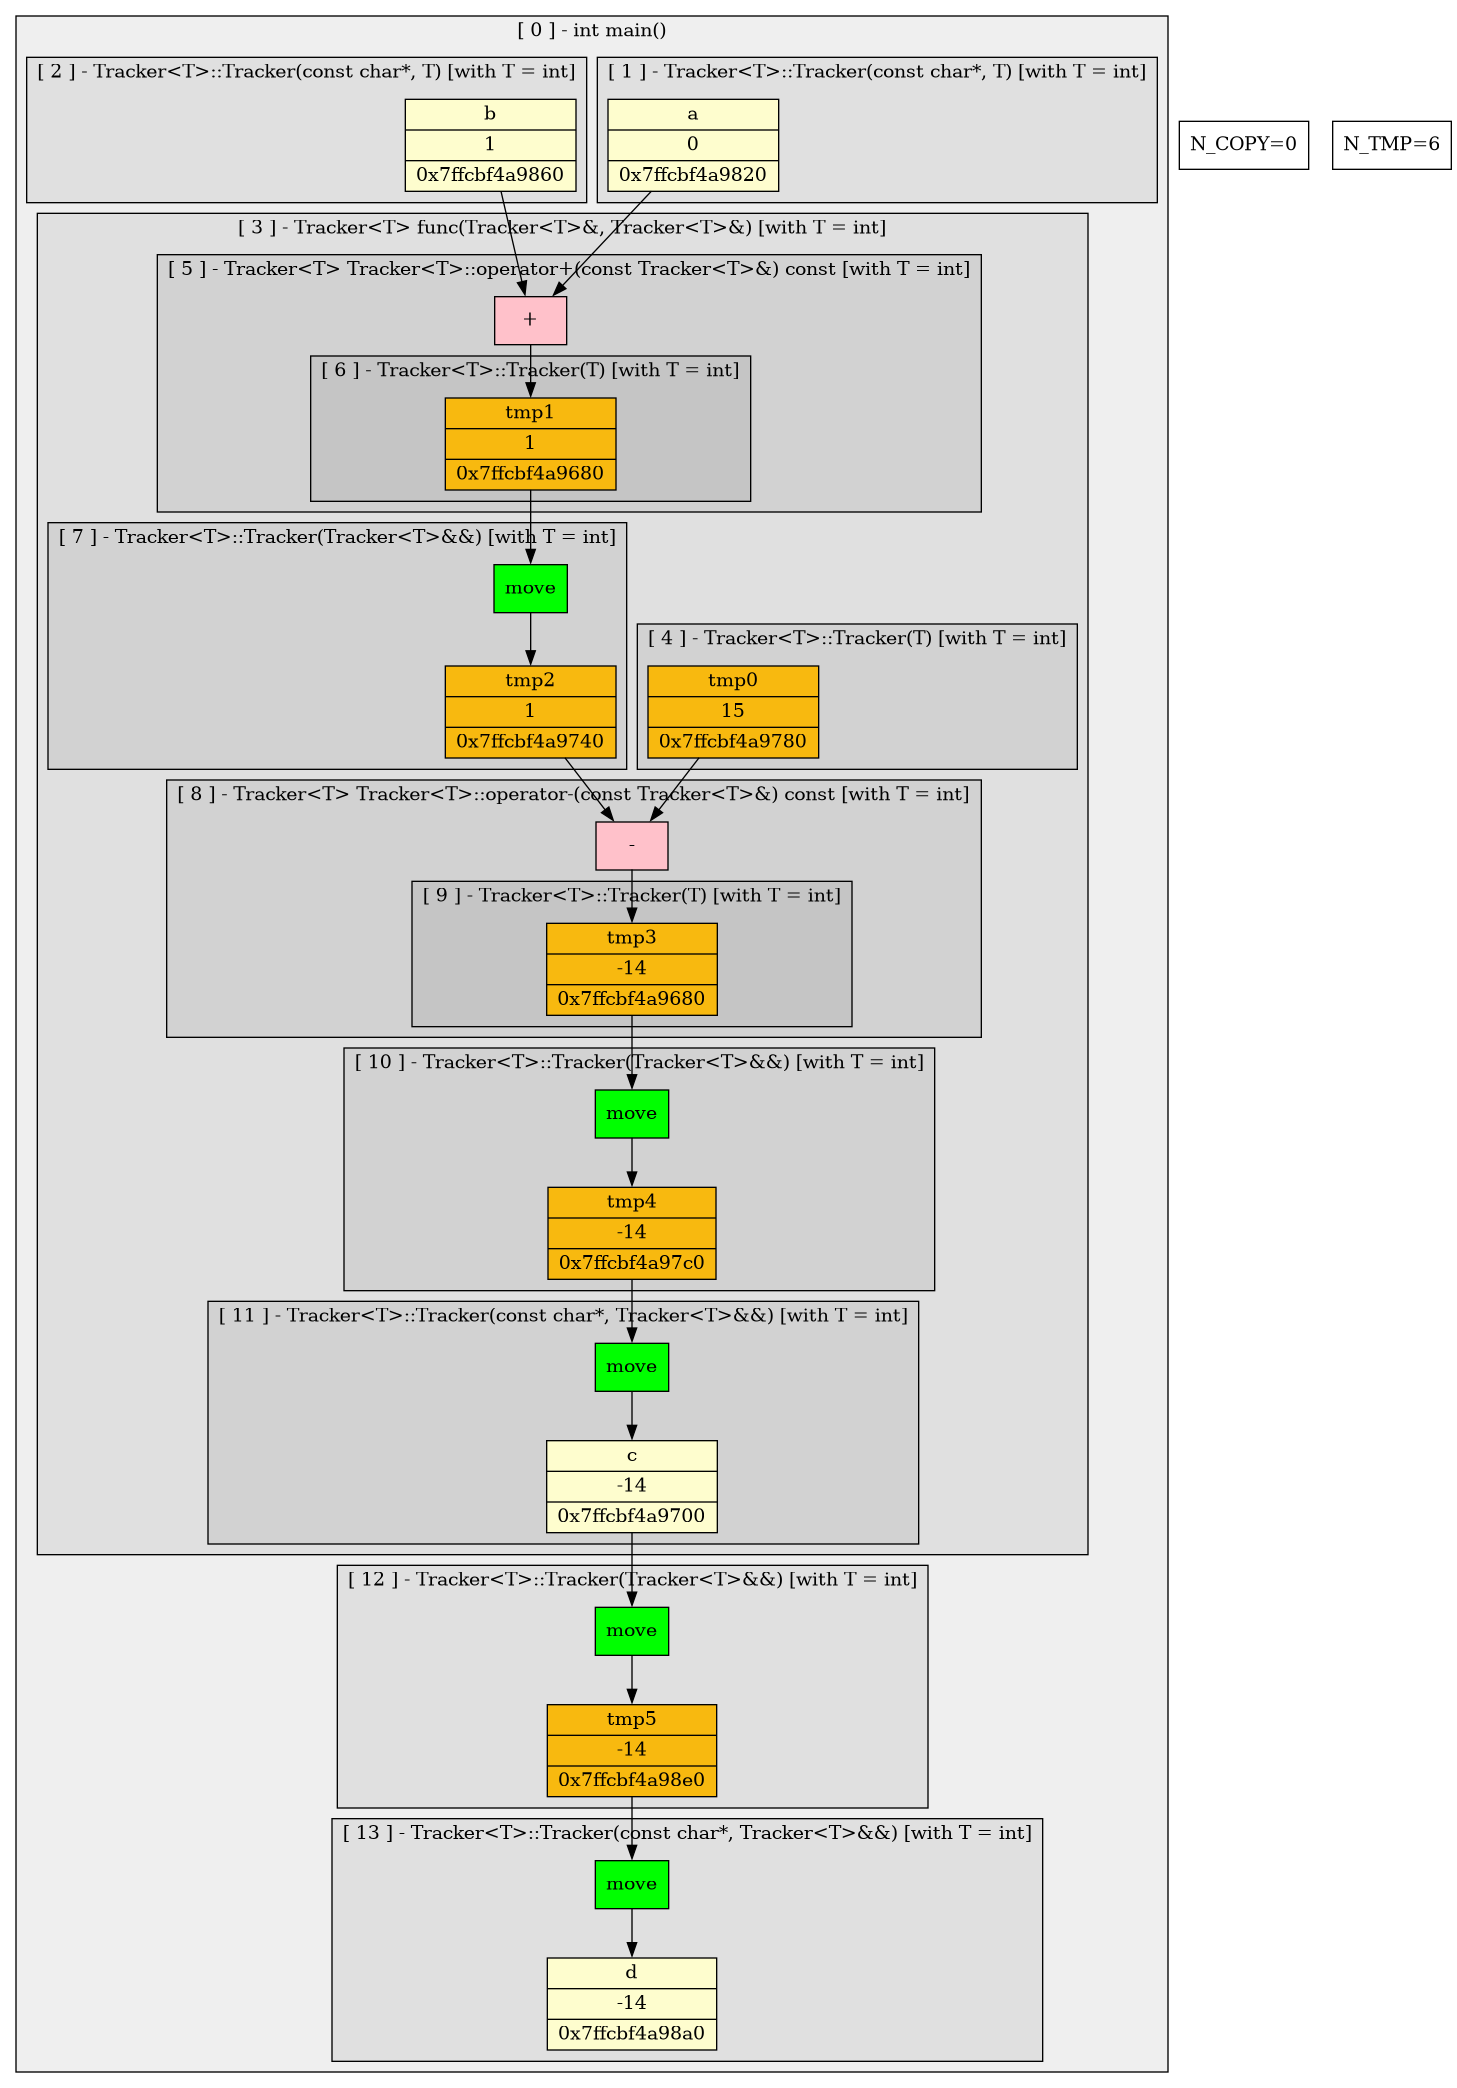 [ 0 ] - int main()
[ 2 ] - Tracker<T>::Tracker(const char*, T) [with T = int]
b
1
0x7ffcbf4a9860
[ 1 ] - Tracker<T>::Tracker(const char*, T) [with T = int]
a
0
0x7ffcbf4a9820
N_COPY=0
N_TMP=6
[ 3 ] - Tracker<T> func(Tracker<T>&, Tracker<T>&) [with T = int]
[ 5 ] - Tracker<T> Tracker<T>::operator+(const Tracker<T>&) const [with T = int]
+
[ 6 ] - Tracker<T>::Tracker(T) [with T = int]
tmp1
1
0x7ffcbf4a9680
[ 7 ] - Tracker<T>::Tracker(Tracker<T>&&) [with T = int]
move
tmp2
1
0x7ffcbf4a9740
[ 4 ] - Tracker<T>::Tracker(T) [with T = int]
tmp0
15
0x7ffcbf4a9780
[ 8 ] - Tracker<T> Tracker<T>::operator-(const Tracker<T>&) const [with T = int]
-
[ 9 ] - Tracker<T>::Tracker(T) [with T = int]
tmp3
-14
0x7ffcbf4a9680
[ 10 ] - Tracker<T>::Tracker(Tracker<T>&&) [with T = int]
move
tmp4
-14
0x7ffcbf4a97c0
[ 11 ] - Tracker<T>::Tracker(const char*, Tracker<T>&&) [with T = int]
move
c
-14
0x7ffcbf4a9700
[ 12 ] - Tracker<T>::Tracker(Tracker<T>&&) [with T = int]
move
tmp5
-14
0x7ffcbf4a98e0
[ 13 ] - Tracker<T>::Tracker(const char*, Tracker<T>&&) [with T = int]
move
d
-14
0x7ffcbf4a98a0